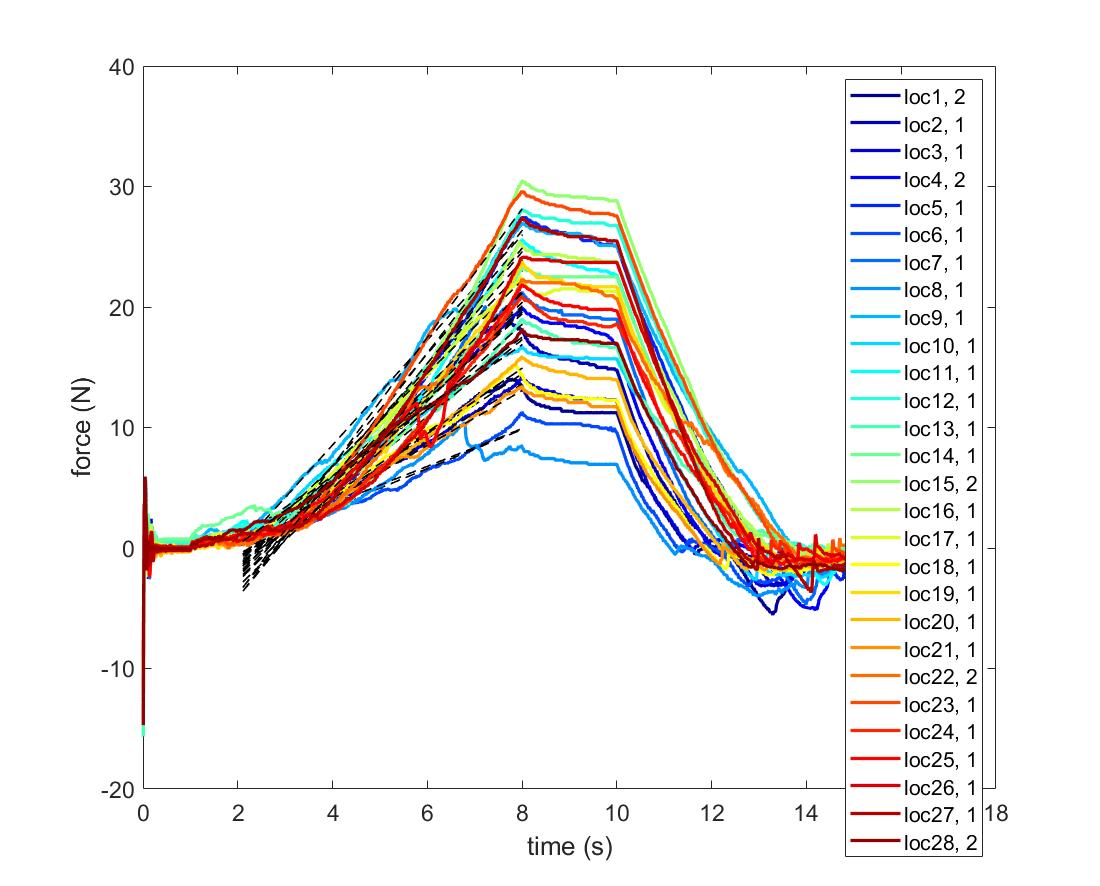 40
30
20
10
0
-10
-20
force (N)
0
2
4
6
8
10
12
14
18
time (s)
loc1, 2
loc2, 1
loc3, 1
loc4, 2
loc5, 1
loc6, 1
loc7, 1
loc8, 1
loc9, 1
loc10, 1
loc11, 1
loc12, 1
loc13, 1
loc14, 1
loc15, 2
loc16, 1
loc17, 1
loc18, 1
loc19, 1
loc20, 1
loc21, 1
loc22, 2
loc23, 1
loc24, 1
loc25, 1
loc26, 1
loc27, 1
loc28, 2